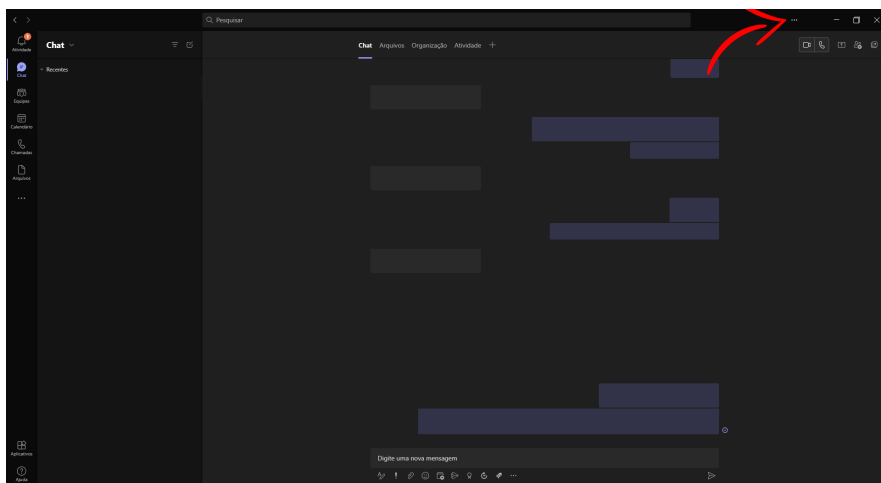 Pesquisar
1
Atividade
Chat
Equipes
Calendário
Chamadas
Arquivos
Aplicativos
Ajuda
Chat
Recentes
Chat Arquivos Organização Atividade
Digite uma nova mensagem